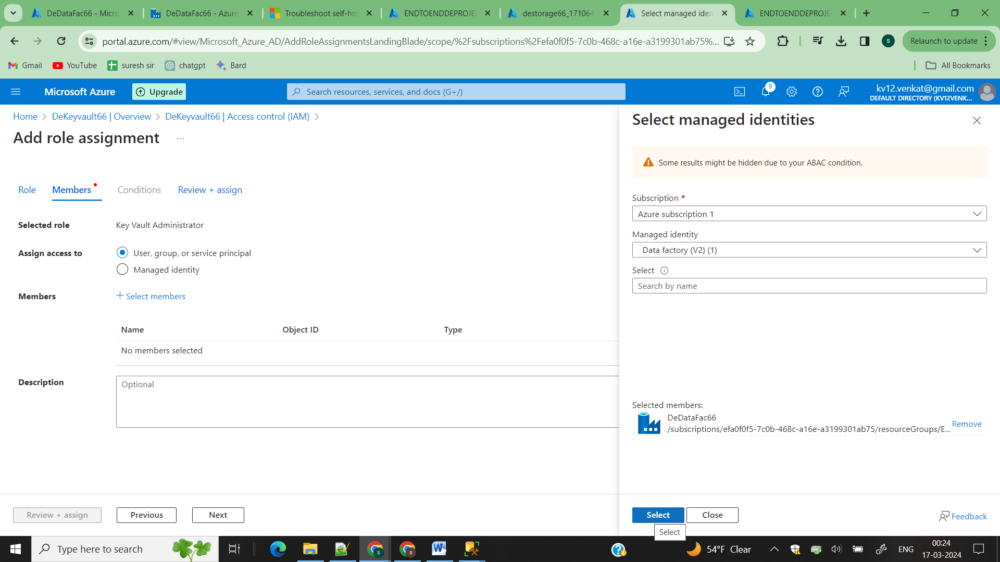 DeDataFac66 - Micro
DeDataFac66 - Azure
Troubleshoot self-ho
ENDTOENDDEPROJE
destorage66_171064
Select managed iden
ENDTOENDDEPROJE
portal.azure.com/#view/Microsoft_Azure_AD/AddRoleAssignmentsLandingBlade/scope/%2Fsubscriptions%2Fefa0f0f5-7c0b-468c-a16e-a3199301ab75%...
S
Relaunch to update
Gmail
YouTube
suresh sir
chatgpt
Bard
All Bookmarks
Microsoft Azure
Upgrade
Search resources, services, and docs (G+/)
9
kv12.venkat@gmail.com
DEFAULT DIRECTORY (KV12VENK...
Home > DeKeyvault66 | Overview > DeKeyvault66 | Access control (IAM) >
Add role assignment ...
Role
Members
Conditions
Review + assign
Selected role
Key Vault Administrator
Assign access to
User, group, or service principal
Managed identity
Members
+ Select members
Name
Object ID
Type
No members selected
Description
Optional
Review + assign
Previous
Next
Select managed identities
Some results might be hidden due to your ABAC condition.
Subscription *
Azure subscription 1
Managed identity
Data factory (V2) (1)
Select
Search by name
Selected members:
DeDataFac66
/subscriptions/efa0f0f5-7c0b-468c-a16e-a3199301ab75/resourceGroups/E...
Remove
Select
Close
Feedback
Select
Type here to search
54°F Clear
ENG
00:24
17-03-2024